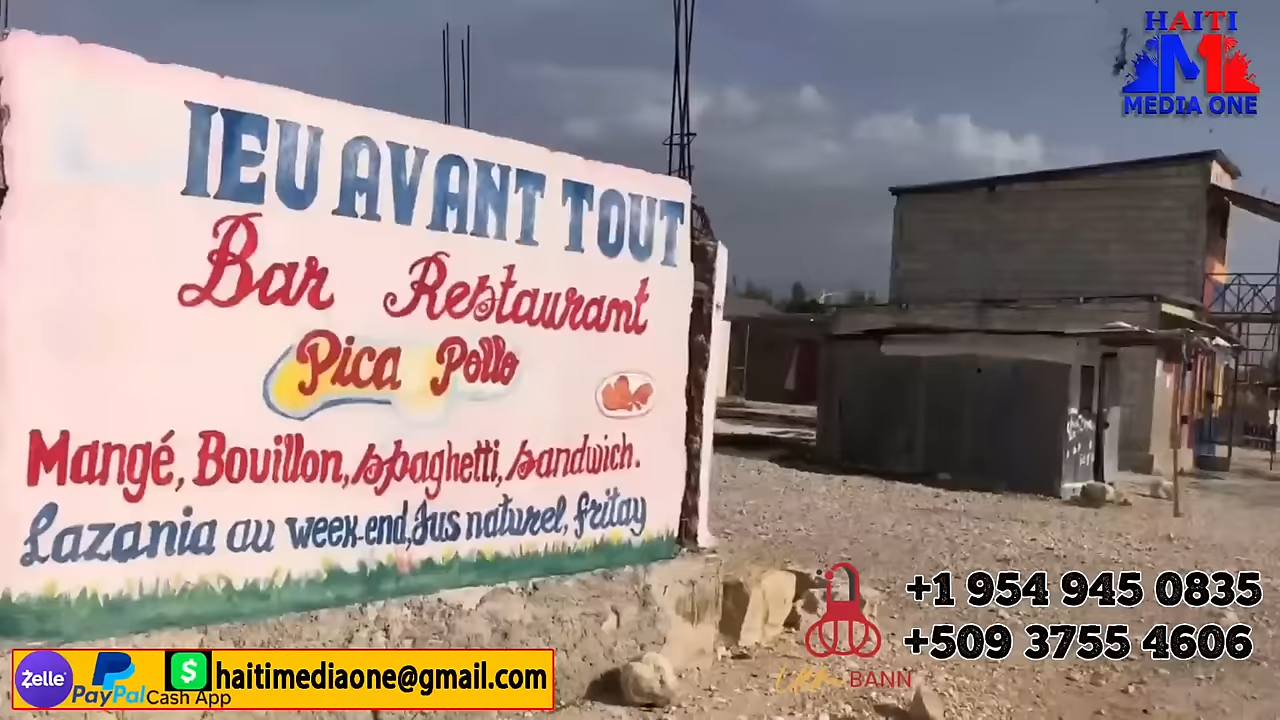 HAITI
M1
MEDIA ONE
IEU AVANT TOUT
Bar Restaurant
Pica Pollo
Mangé, Bouillon, spaghetti, sandwich.
Lazania au week-end, Jus naturel, fritay
+1 954 945 0835
+509 3755 4606
Zelle
PayPal
Cash App
haitimediaone@gmail.com
BANN